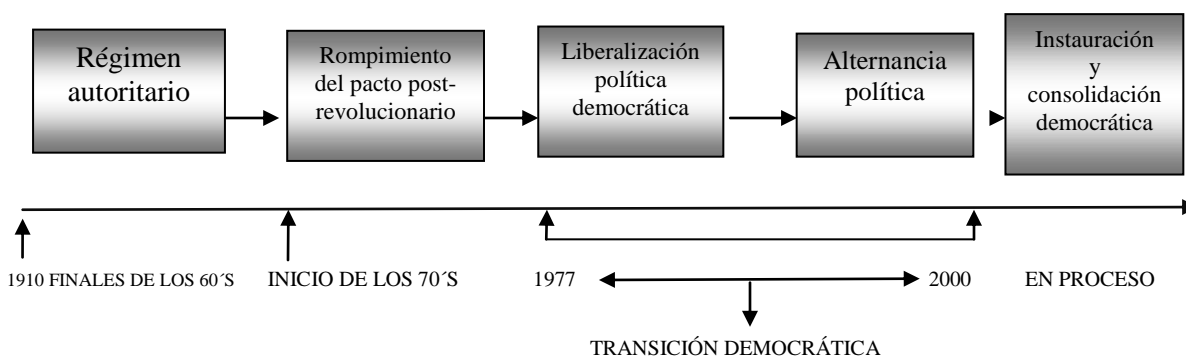 Régimen
autoritario
Rompimiento
del pacto post-
revolucionario
Liberalización
política
democrática
Alternancia
política
Instauración
y
consolidación
democrática
1910 FINALES DE LOS 60´S
INICIO DE LOS 70´S
1977
2000
EN PROCESO
TRANSICIÓN DEMOCRÁTICA